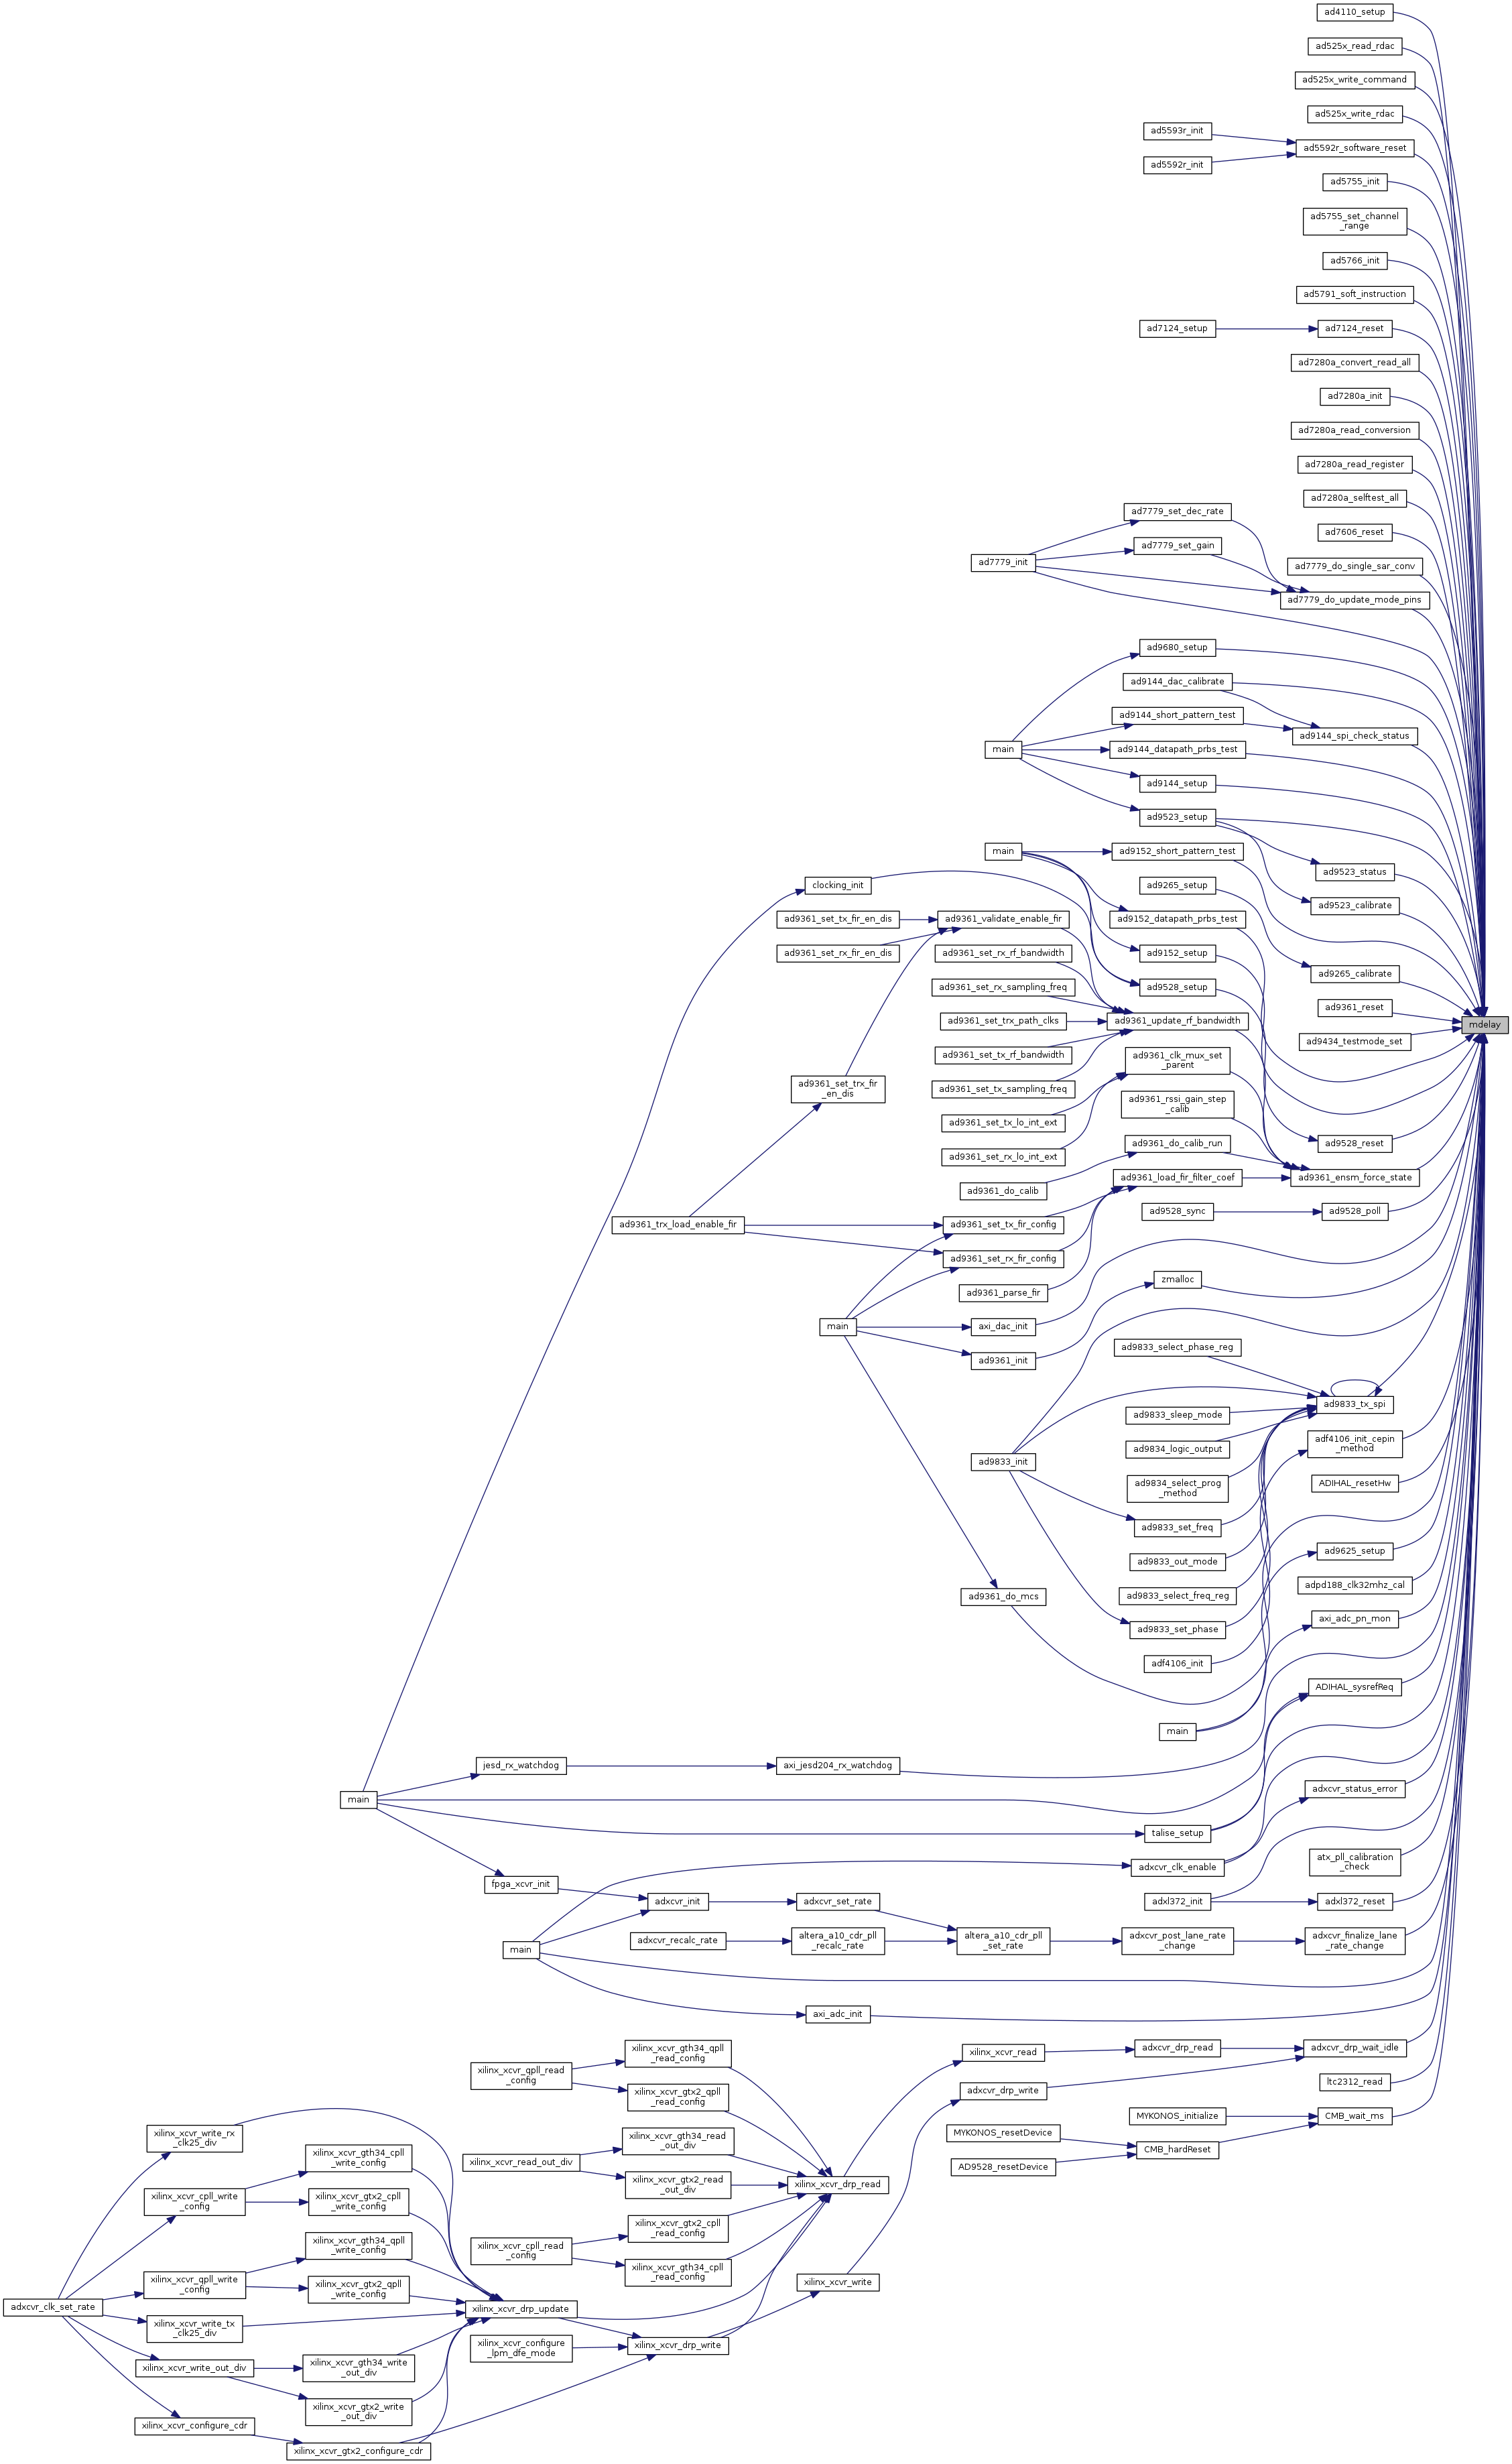 ad4110_setup
ad525x_read_rdac
ad525x_write_command
ad525x_write_rdac
ad5593r_init
ad5592r_software_reset
ad5592r_init
ad5755_init
ad5755_set_channel
_range
ad5766_init
ad5791_soft_instruction
ad7124_setup
ad7124_reset
ad7280a_convert_read_all
ad7280a_init
ad7280a_read_conversion
ad7280a_read_register
ad7280a_selftest_all
ad7779_set_dec_rate
ad7606_reset
ad7779_set_gain
ad7779_init
ad7779_do_single_sar_conv
ad7779_do_update_mode_pins
ad9680_setup
ad9144_dac_calibrate
ad9144_short_pattern_test
ad9144_spi_check_status
main
ad9144_datapath_prbs_test
ad9144_setup
ad9523_setup
main
ad9152_short_pattern_test
ad9523_status
clocking_init
ad9265_setup
ad9523_calibrate
ad9361_set_tx_fir_en_dis
ad9361_validate_enable_fir
ad9152_datapath_prbs_test
ad9361_set_rx_fir_en_dis
ad9361_set_rx_rf_bandwidth
ad9152_setup
ad9265_calibrate
ad9361_set_rx_sampling_freq
ad9528_setup
ad9361_reset
ad9361_set_trx_path_clks
ad9361_update_rf_bandwidth
mdelay
ad9434_testmode_set
ad9361_set_tx_rf_bandwidth
ad9361_clk_mux_set
_parent
ad9361_set_trx_fir
_en_dis
ad9361_set_tx_sampling_freq
ad9361_rssi_gain_step
_calib
ad9361_set_tx_lo_int_ext
ad9361_set_rx_lo_int_ext
ad9361_do_calib_run
ad9528_reset
ad9361_do_calib
ad9361_load_fir_filter_coef
ad9361_ensm_force_state
ad9361_trx_load_enable_fir
ad9361_set_tx_fir_config
ad9528_sync
ad9528_poll
ad9361_set_rx_fir_config
ad9361_parse_fir
zmalloc
main
axi_dac_init
ad9361_init
ad9833_select_phase_reg
ad9833_tx_spi
ad9833_sleep_mode
ad9834_logic_output
adf4106_init_cepin
_method
ad9833_init
ad9834_select_prog
_method
ADIHAL_resetHw
ad9833_set_freq
ad9833_out_mode
ad9625_setup
ad9361_do_mcs
ad9833_select_freq_reg
adpd188_clk32mhz_cal
ad9833_set_phase
axi_adc_pn_mon
adf4106_init
ADIHAL_sysrefReq
main
jesd_rx_watchdog
axi_jesd204_rx_watchdog
main
adxcvr_status_error
talise_setup
adxcvr_clk_enable
atx_pll_calibration
_check
fpga_xcvr_init
adxcvr_init
adxcvr_set_rate
adxl372_init
adxl372_reset
main
adxcvr_recalc_rate
altera_a10_cdr_pll
_recalc_rate
altera_a10_cdr_pll
_set_rate
adxcvr_post_lane_rate
_change
adxcvr_finalize_lane
_rate_change
axi_adc_init
xilinx_xcvr_gth34_qpll
_read_config
xilinx_xcvr_read
adxcvr_drp_read
adxcvr_drp_wait_idle
xilinx_xcvr_qpll_read
_config
xilinx_xcvr_gtx2_qpll
_read_config
adxcvr_drp_write
ltc2312_read
MYKONOS_initialize
CMB_wait_ms
xilinx_xcvr_write_rx
_clk25_div
xilinx_xcvr_gth34_read
_out_div
MYKONOS_resetDevice
CMB_hardReset
xilinx_xcvr_gth34_cpll
_write_config
xilinx_xcvr_read_out_div
AD9528_resetDevice
xilinx_xcvr_gtx2_read
_out_div
xilinx_xcvr_drp_read
xilinx_xcvr_cpll_write
_config
xilinx_xcvr_gtx2_cpll
_write_config
xilinx_xcvr_gtx2_cpll
_read_config
xilinx_xcvr_gth34_qpll
_write_config
xilinx_xcvr_cpll_read
_config
xilinx_xcvr_gth34_cpll
_read_config
xilinx_xcvr_qpll_write
_config
xilinx_xcvr_gtx2_qpll
_write_config
xilinx_xcvr_write
adxcvr_clk_set_rate
xilinx_xcvr_drp_update
xilinx_xcvr_write_tx
_clk25_div
xilinx_xcvr_configure
_lpm_dfe_mode
xilinx_xcvr_drp_write
xilinx_xcvr_write_out_div
xilinx_xcvr_gth34_write
_out_div
xilinx_xcvr_gtx2_write
_out_div
xilinx_xcvr_configure_cdr
xilinx_xcvr_gtx2_configure_cdr